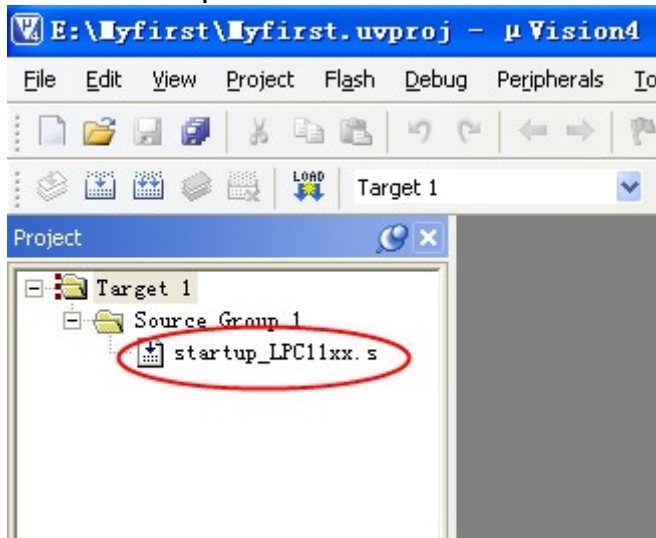 E:\Myfirst\Myfirst.uvproj - µVision4
File Edit View Project Flash Debug Peripherals To
LOAD Target 1
Project
Target 1
Source Group 1
startup_LPC11xx.s